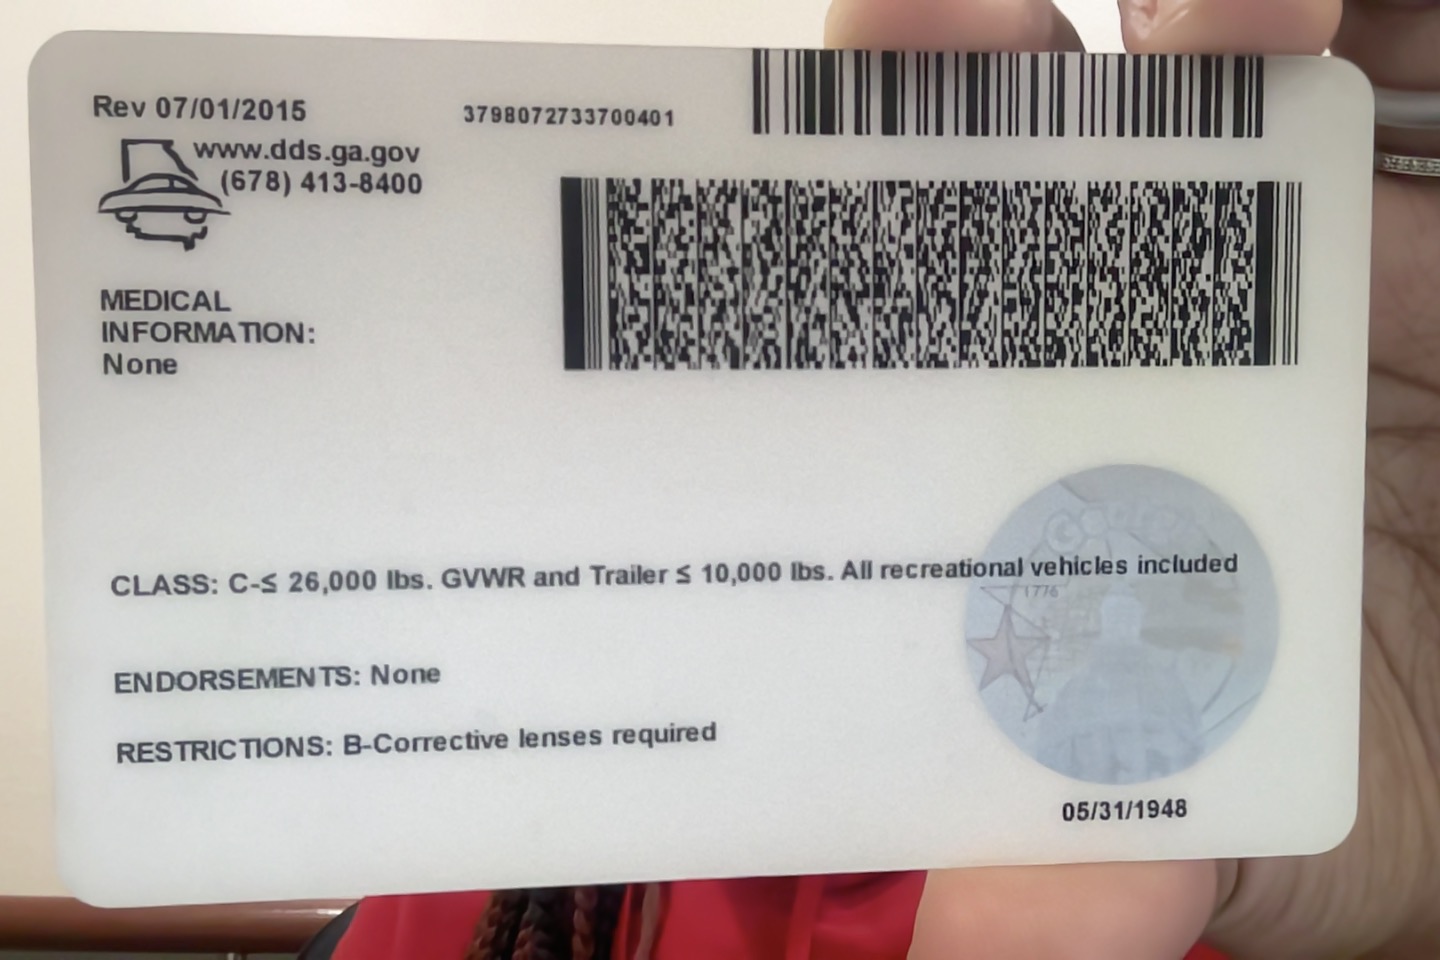 Rev 07/01/2015
3798072733700401
www.dds.ga.gov
(678) 413-8400
MEDICAL
INFORMATION:
None
CLASS: C-≤ 26,000 lbs. GVWR and Trailer ≤ 10,000 lbs. All recreational vehicles included
1776
ENDORSEMENTS: None
RESTRICTIONS: B-Corrective lenses required
05/31/1948